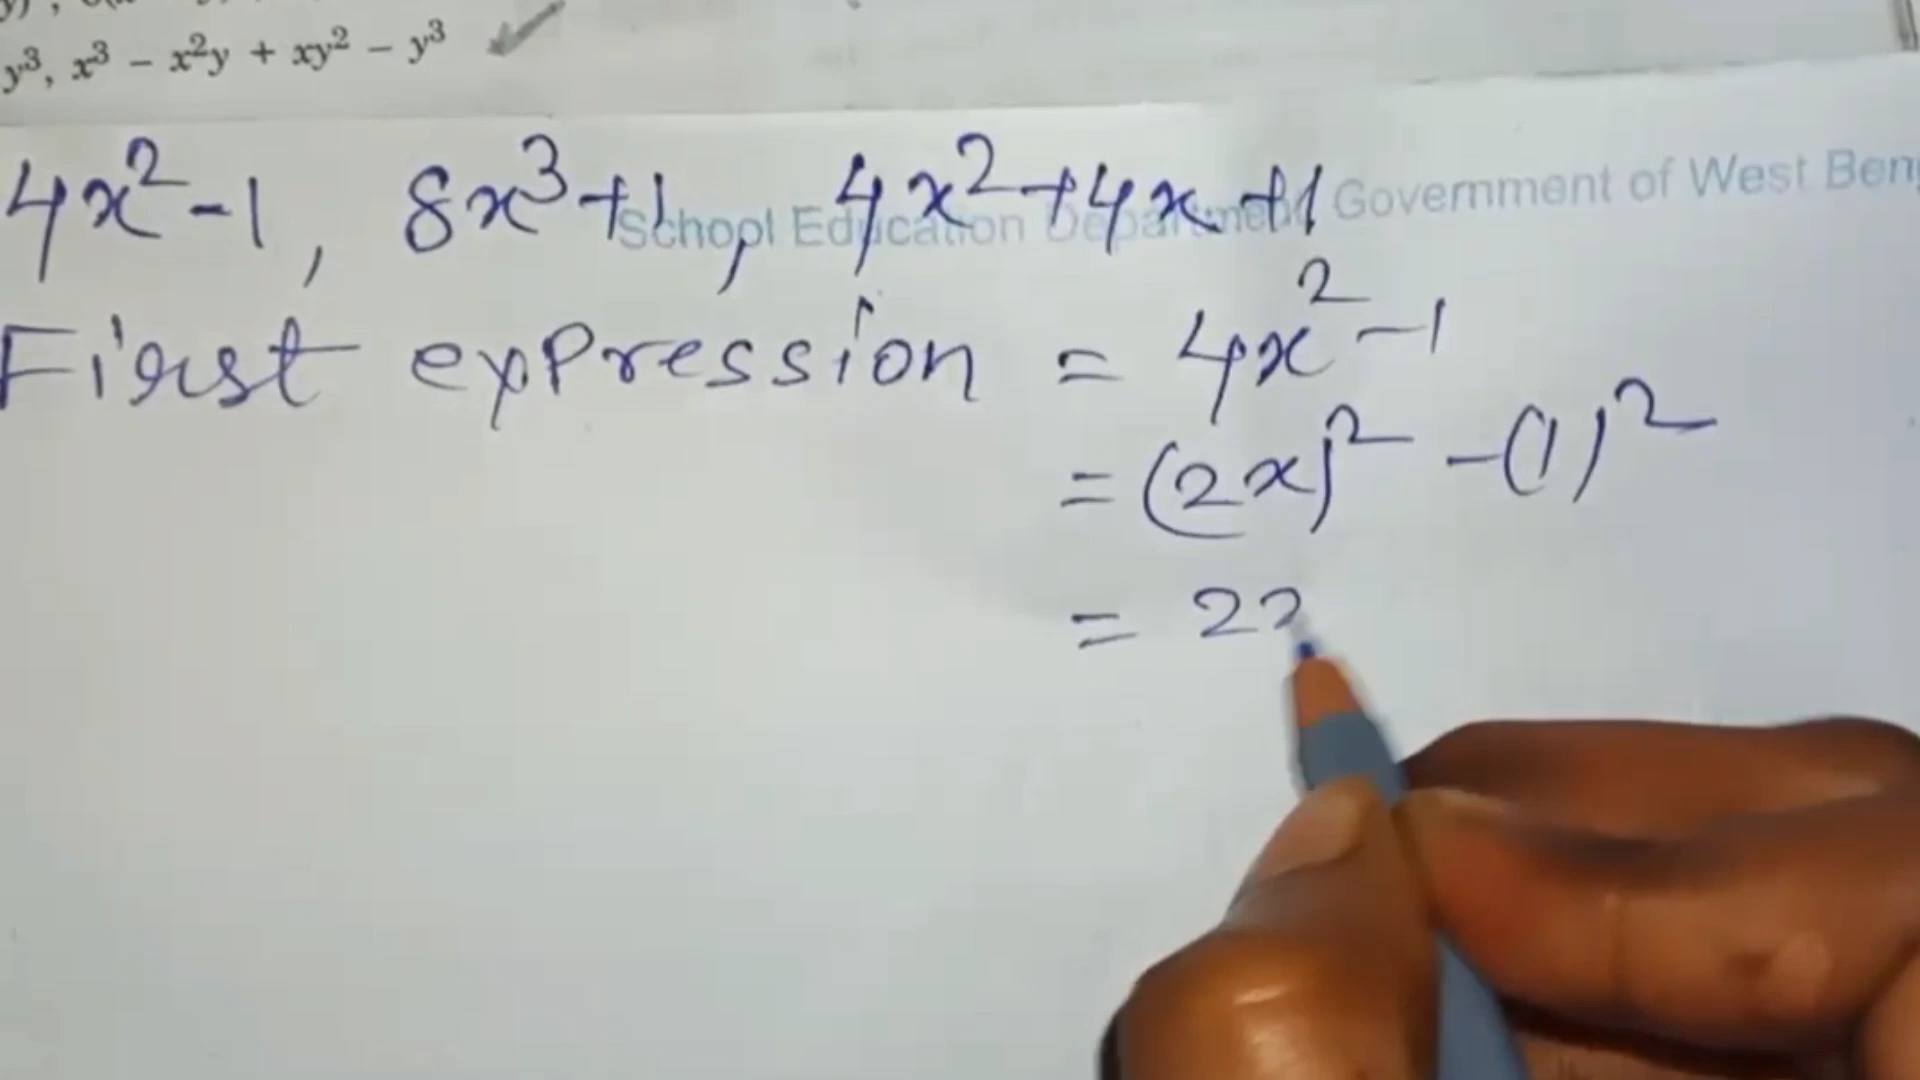 y³, x³ − x²y + xy² − y³
4x²-1, 8x³+1, 4x²+4x+1
School Education Department Government of West Ben
First expression = 4x²-1
= (2x)² - (1)²
= 2x